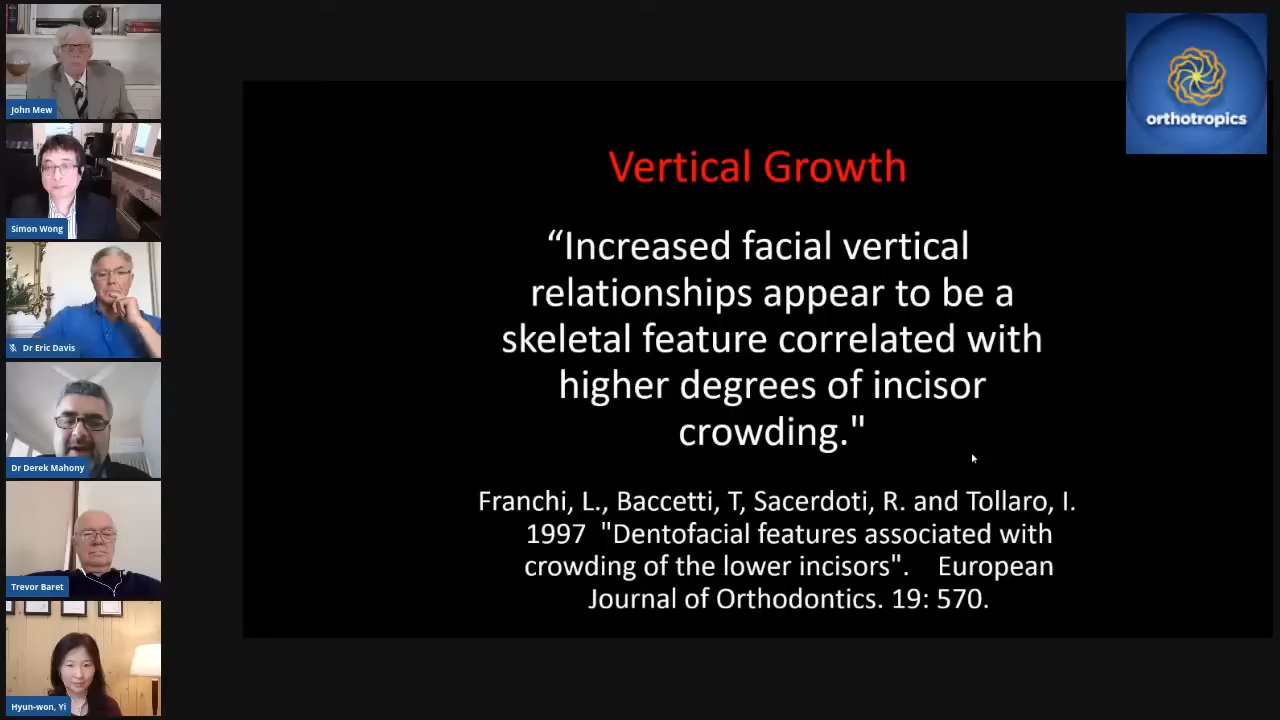 John Mew
Simon Wong
Dr Eric Davis
Dr Derek Mahony
Trevor Baret
Hyun-won, Yi
Vertical Growth
“Increased facial vertical
relationships appear to be a
skeletal feature correlated with
higher degrees of incisor
crowding."
Franchi, L., Baccetti, T, Sacerdoti, R. and Tollaro, I.
1997 "Dentofacial features associated with
crowding of the lower incisors". European
Journal of Orthodontics. 19: 570.
orthotropics